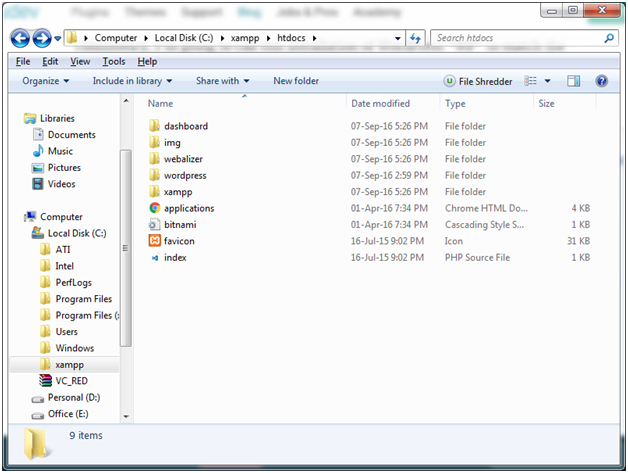 Plugins Themes Support Blog Jobs & Pros Academy
Computer Local Disk (C:) xampp htdocs
Search htdocs
File Edit View Tools Help
Organize Include in library Share with New folder File Shredder
Name Date modified Type Size
Libraries
Documents
Music
Pictures
Videos
Computer
Local Disk (C:)
ATI
Intel
PerfLogs
Program Files
Program Files (
Users
Windows
xampp
VC_RED
Personal (D:)
Office (E:)
dashboard 07-Sep-16 5:26 PM File folder
img 07-Sep-16 5:26 PM File folder
webalizer 07-Sep-16 5:26 PM File folder
wordpress 07-Sep-16 2:59 PM File folder
xampp 07-Sep-16 5:26 PM File folder
applications 01-Apr-16 7:34 PM Chrome HTML Do... 4 KB
bitnami 01-Apr-16 7:34 PM Cascading Style S... 1 KB
favicon 16-Jul-15 9:02 PM Icon 31 KB
index 16-Jul-15 9:02 PM PHP Source File 1 KB
9 items